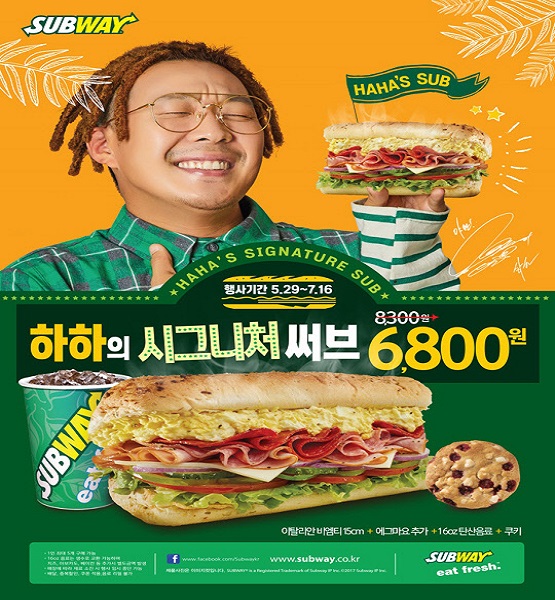 SUBWAY
HAHA'S SUB
HAHA'S SIGNATURE SUB
행사기간 5.29~7.16
8,300원
하하의 시그니처 써브 6,800원
SUBWAY
eat
이탈리안 비엠티 15cm + 에그마요 추가 + 16oz 탄산음료 + 쿠키
www.facebook.com/Subwaykr
www.subway.co.kr
SUBWAY
eat fresh.